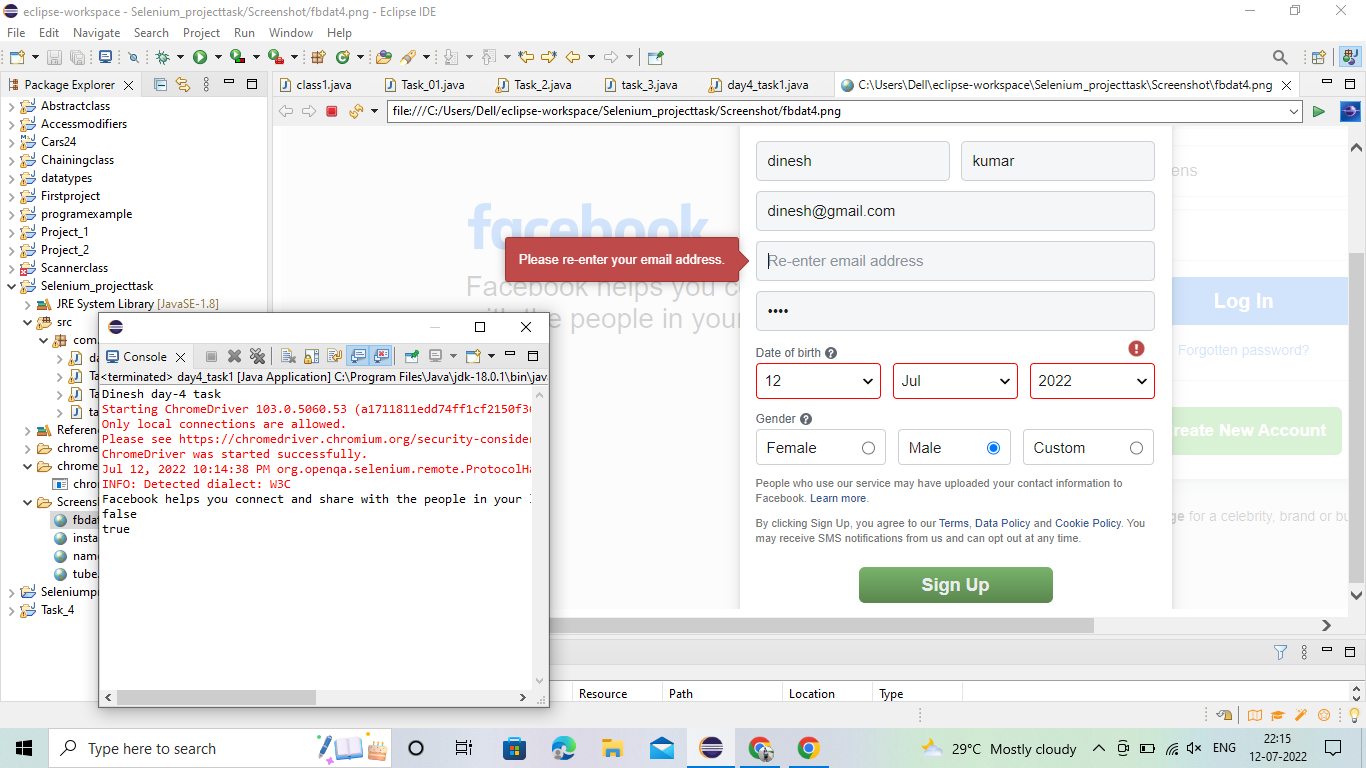 eclipse-workspace - Selenium_projecttask/Screenshot/fbdat4.png - Eclipse IDE
File Edit Navigate Search Project Run Window Help
Package Explorer
class1.java Task_01.java Task_2.java task_3.java day4_task1.java C:\Users\Dell\eclipse-workspace\Selenium_projecttask\Screenshot\fbdat4.png
file:///C:/Users/Dell/eclipse-workspace/Selenium_projecttask/Screenshot/fbdat4.png
Abstractclass
Accessmodifiers
Cars24
Chainingclass
datatypes
Firstproject
programexample
Project_1
Project_2
Scannerclass
Selenium_projecttask
JRE System Library [JavaSE-1.8]
src
com.
da
Ta
Ta
ta
Referen
chrome
chrome
chro
Screens
fbdat
insta
name
tube.
Seleniumpr
Task_4
Console
<terminated> day4_task1 [Java Application] C:\Program Files\Java\jdk-18.0.1\bin\java
Dinesh day-4 task
Starting ChromeDriver 103.0.5060.53 (a1711811edd74ff1cf2150f36
Only local connections are allowed.
Please see https://chromedriver.chromium.org/security-consider
ChromeDriver was started successfully.
Jul 12, 2022 10:14:38 PM org.openqa.selenium.remote.ProtocolHa
INFO: Detected dialect: W3C
Facebook helps you connect and share with the people in your l
false
true
facebook
Facebook helps you c
with the people in your
Please re-enter your email address.
dinesh kumar
dinesh@gmail.com
Re-enter email address
••••
Date of birth
12 Jul 2022
Gender
Female Male Custom
People who use our service may have uploaded your contact information to
Facebook. Learn more.
By clicking Sign Up, you agree to our Terms, Data Policy and Cookie Policy. You
may receive SMS notifications from us and can opt out at any time.
Sign Up
ens
Log In
Forgotten password?
reate New Account
ge for a celebrity, brand or bu
Resource Path Location Type
Type here to search
29°C Mostly cloudy
ENG
22:15
12-07-2022